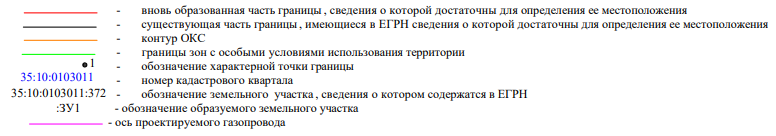 - вновь образованная часть границы, сведения о которой достаточны для определения ее местоположения
- существующая часть границы, имеющиеся в ЕГРН сведения о которой достаточны для определения ее местоположения
- контур ОКС
- границы зон с особыми условиями использования территории
1 - обозначение характерной точки границы
35:10:0103011 - номер кадастрового квартала
35:10:0103011:372 - обозначение земельного участка, сведения о котором содержатся в ЕГРН
:ЗУ1 - обозначение образуемого земельного участка
- ось проектируемого газопровода